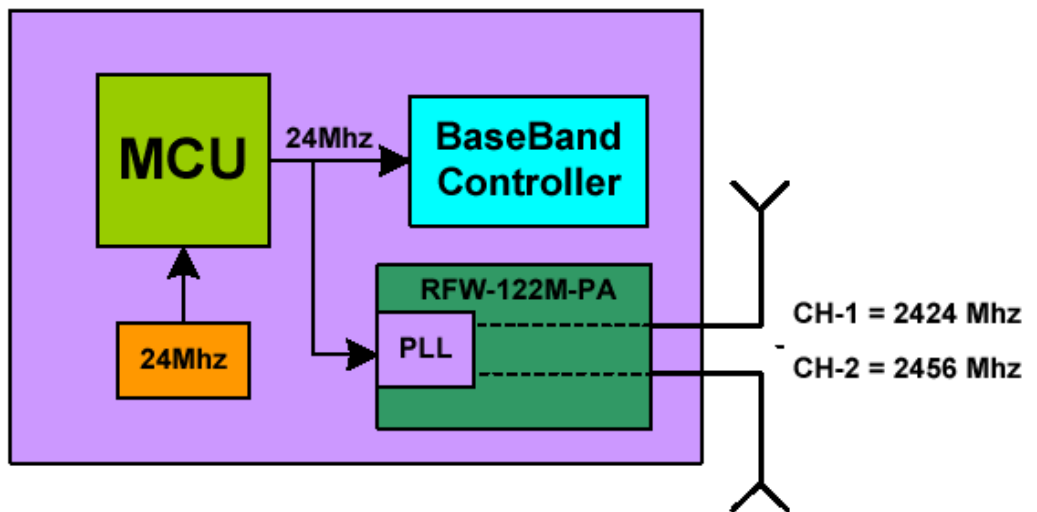 MCU
24Mhz
BaseBand
Controller
24Mhz
RFW-122M-PA
PLL
CH-1 = 2424 Mhz
-
CH-2 = 2456 Mhz